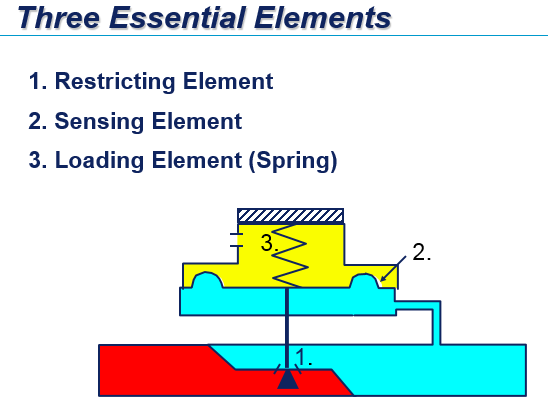 Three Essential Elements
1. Restricting Element
2. Sensing Element
3. Loading Element (Spring)
3.
2.
1.